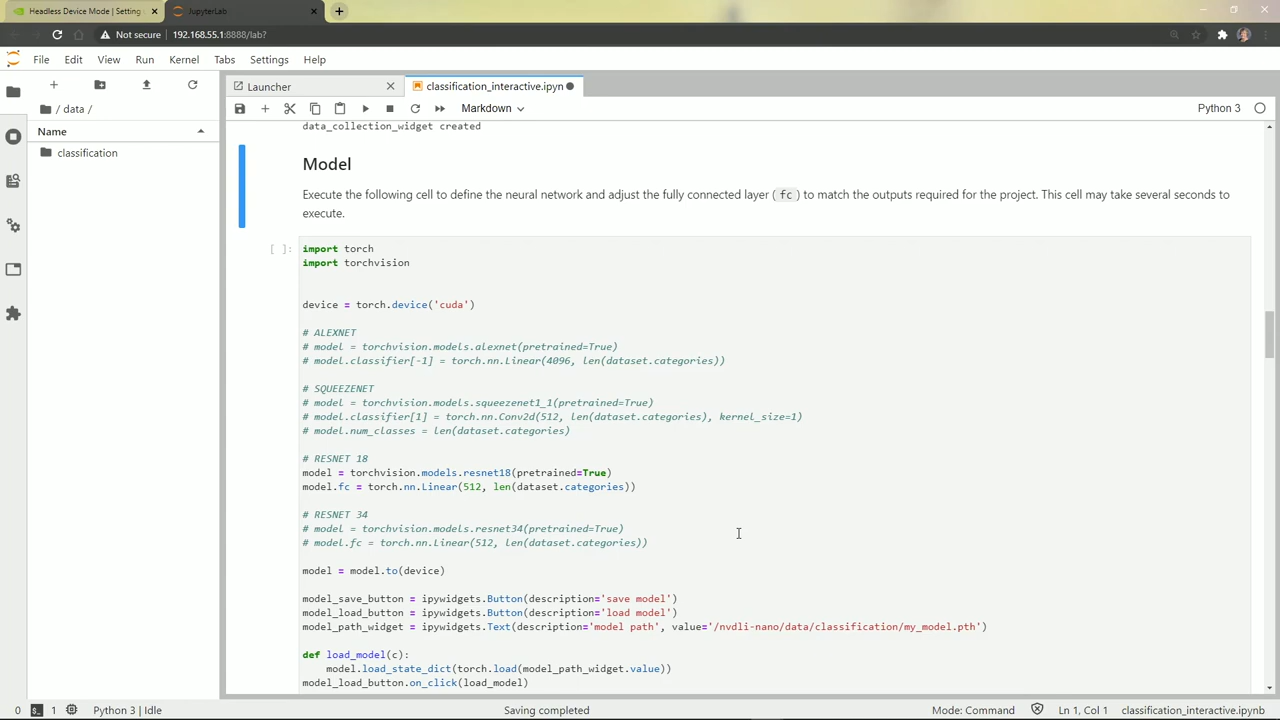 Headless Device Mode | Setting
JupyterLab
Not secure
192.168.55.1:8888/lab?
File Edit View Run Kernel Tabs Settings Help
/ data /
Name
classification
Launcher
classification_interactive.ipyn
Markdown
Python 3
data_collection_widget created
Model
Execute the following cell to define the neural network and adjust the fully connected layer ( fc ) to match the outputs required for the project. This cell may take several seconds to
execute.
[ ]:
import torch
import torchvision
device = torch.device('cuda')
# ALEXNET
# model = torchvision.models.alexnet(pretrained=True)
# model.classifier[-1] = torch.nn.Linear(4096, len(dataset.categories))
# SQUEEZENET
# model = torchvision.models.squeezenet1_1(pretrained=True)
# model.classifier[1] = torch.nn.Conv2d(512, len(dataset.categories), kernel_size=1)
# model.num_classes = len(dataset.categories)
# RESNET 18
model = torchvision.models.resnet18(pretrained=True)
model.fc = torch.nn.Linear(512, len(dataset.categories))
# RESNET 34
# model = torchvision.models.resnet34(pretrained=True)
# model.fc = torch.nn.Linear(512, len(dataset.categories))
model = model.to(device)
model_save_button = ipywidgets.Button(description='save model')
model_load_button = ipywidgets.Button(description='load model')
model_path_widget = ipywidgets.Text(description='model path', value='/nvdli-nano/data/classification/my_model.pth')
def load_model(c):
model.load_state_dict(torch.load(model_path_widget.value))
model_load_button.on_click(load_model)
0
1
Python 3 | Idle
Saving completed
Mode: Command
Ln 1, Col 1
classification_interactive.ipynb